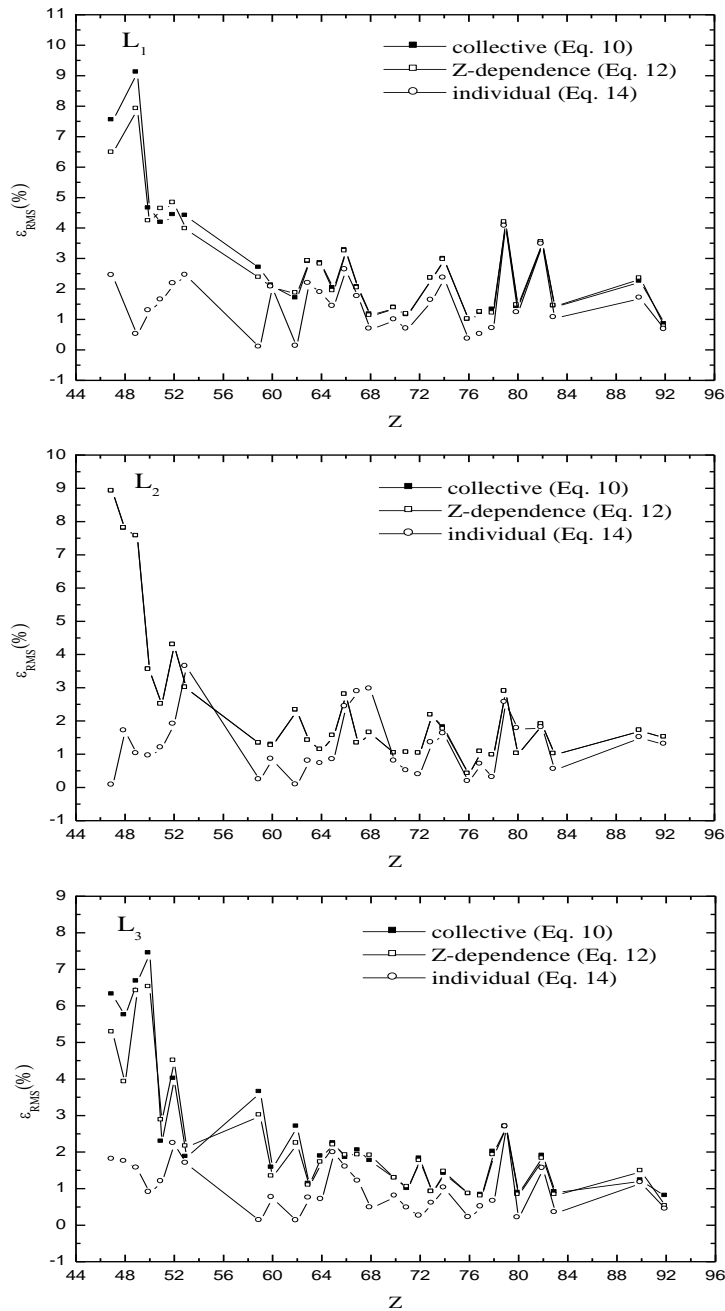 L1
collective (Eq. 10)
Z-dependence (Eq. 12)
individual (Eq. 14)
10
9
8
7
6
5
4
3
2
1
0
-1
εRMS(%)
44 48 52 56 60 64 68 72 76 80 84 88 92 96
Z
L2
collective (Eq. 10)
Z-dependence (Eq. 12)
individual (Eq. 14)
10
9
8
7
6
5
4
3
2
1
0
-1
εRMS(%)
44 48 52 56 60 64 68 72 76 80 84 88 92 96
Z
L3
collective (Eq. 10)
Z-dependence (Eq. 12)
individual (Eq. 14)
9
8
7
6
5
4
3
2
1
0
-1
εRMS(%)
44 48 52 56 60 64 68 72 76 80 84 88 92 96
Z